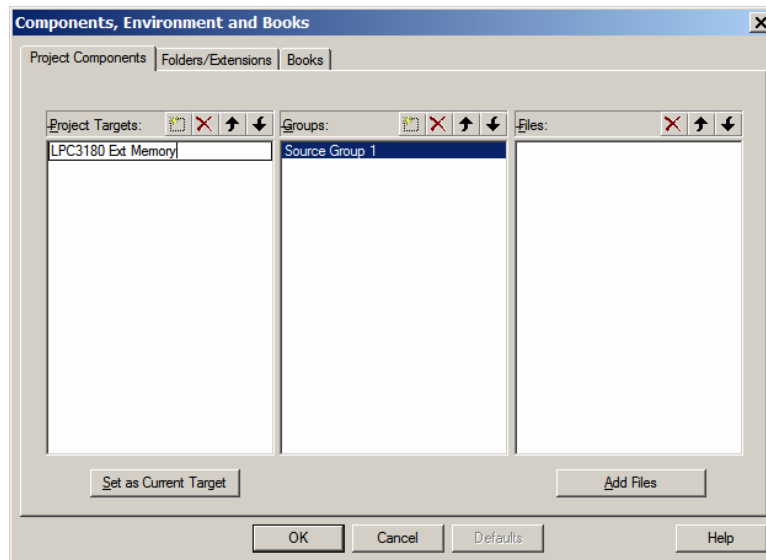 Components, Environment and Books
Project Components Folders/Extensions Books
Project Targets: Groups: Files:
LPC3180 Ext Memory Source Group 1
Set as Current Target Add Files
OK Cancel Defaults Help